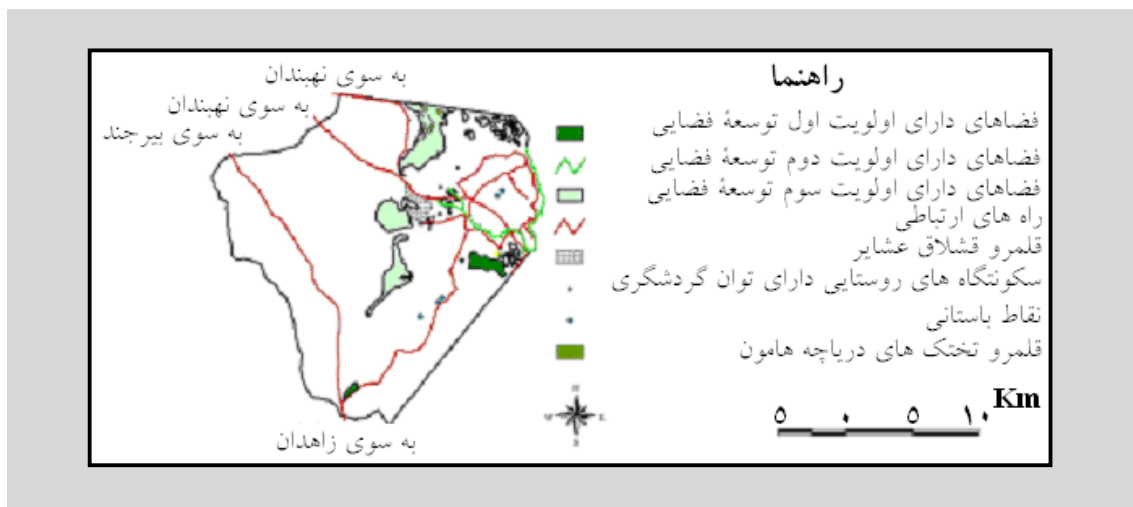 راهنما
فضاهای دارای اولویت اول توسعهٔ فضایی
فضاهای دارای اولویت دوم توسعهٔ فضایی
فضاهای دارای اولویت سوم توسعهٔ فضایی
راه های ارتباطی
قلمرو قشلاق عشایر
سکونتگاه های روستایی دارای توان گردشگری
نقاط باستانی
قلمرو تختک های دریاچه هامون
Km
۵ ۰ ۵ ۱۰
به سوی نهبندان
به سوی نهبندان
به سوی بیرجند
به سوی زاهدان
N
W E
S